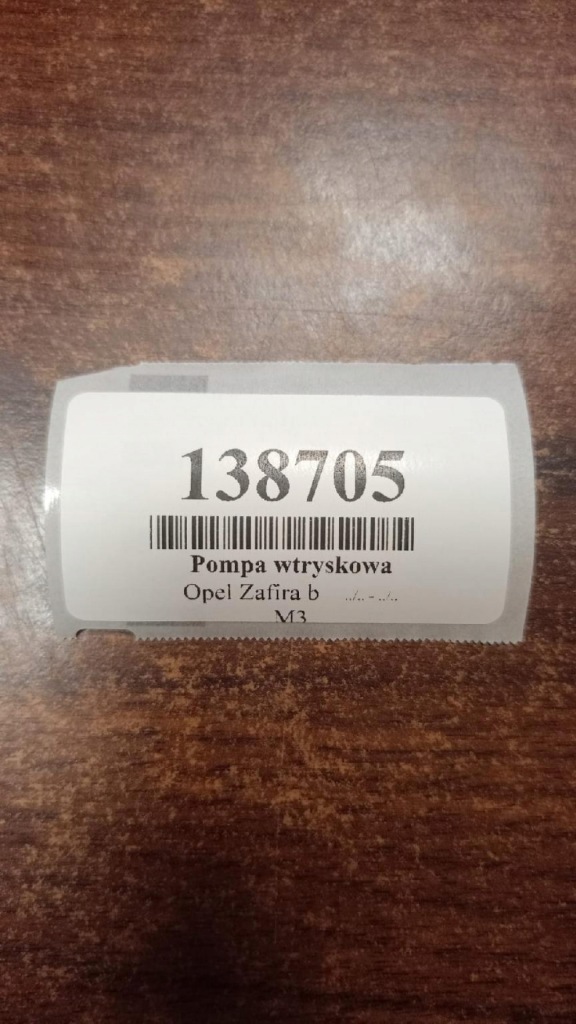 138705
Pompa wtryskowa
Opel Zafira b ../.. - ../..
M3